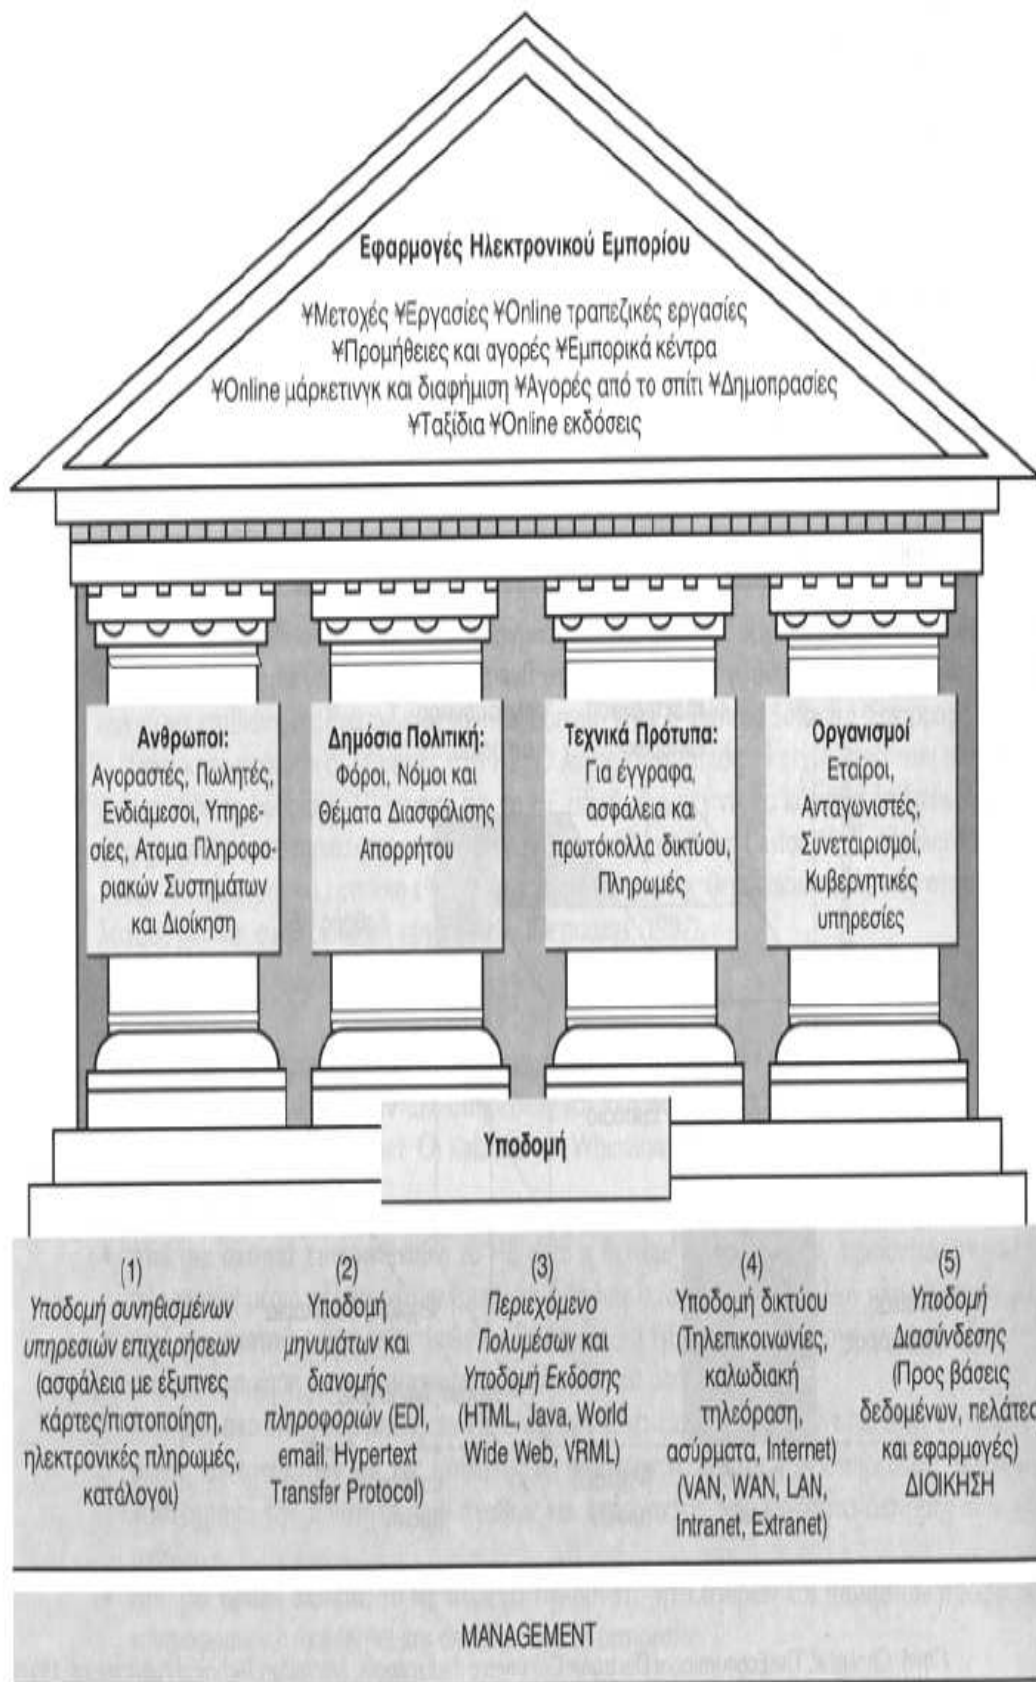 Εφαρμογές Ηλεκτρονικού Εμπορίου
¥Μετοχές ¥Εργασίες ¥Online τραπεζικές εργασίες
¥Προμήθειες και αγορές ¥Εμπορικά κέντρα
¥Online μάρκετινγκ και διαφήμιση ¥Αγορές από το σπίτι ¥Δημοπρασίες
¥Ταξίδια ¥Online εκδόσεις
Ανθρωποι:
Αγοραστές, Πωλητές,
Ενδιάμεσοι, Υπηρε-
σίες, Ατομα Πληροφο-
ριακών Συστημάτων
και Διοίκηση
Δημόσια Πολιτική:
Φόροι, Νόμοι και
Θέματα Διασφάλισης
Απορρήτου
Τεχνικά Πρότυπα:
Για έγγραφα,
ασφάλεια κα
πρωτόκολλα δικτύου,
Πληρωμές
Οργανισμοί
Εταίροι,
Ανταγωνιστές,
Συνεταιρισμοί,
Κυβερνητικές
υπηρεσίες
Υποδομή
(1)
Υποδομή συνηθισμένων
υπηρεσιών επιχειρήσεων
(ασφάλεια με έξυπνες
κάρτες/πιστοποίηση,
ηλεκτρονικές πληρωμές,
κατάλογοι)
(2)
Υποδομή
μηνυμάτων και
διανομής
πληροφοριών (EDI,
email, Hypertext
Transfer Protocol)
(3)
Περιεχόμενο
Πολυμέσων και
Υποδομή Εκδοσης
(HTML, Java, World
Wide Web, VRML)
(4)
Υποδομή δικτύου
(Τηλεπικοινωνίες,
καλωδιακή
τηλεόραση,
ασύρματα, Internet)
(VAN, WAN, LAN,
Intranet, Extranet)
(5)
Υποδομή
Διασύνδεσης
(Προς βάσεις
δεδομένων, πελάτες
και εφαρμογές)
ΔΙΟΙΚΗΣΗ
MANAGEMENT